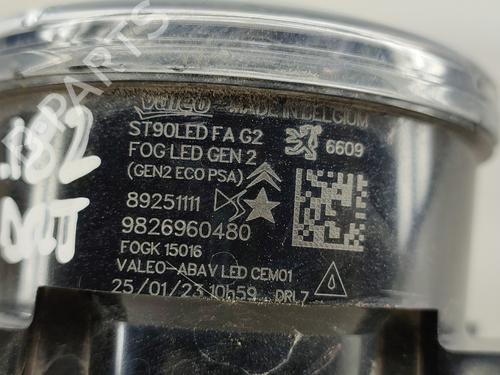 Valeo MADE IN BELGIUM
ST90LED FA G2
6609
FOG LED GEN 2
(GEN2 ECO PSA)
89251111
9826960480
FOGK 15016
VALEO-ABAV LED CEM01
25/01/23 10h59 DRL7